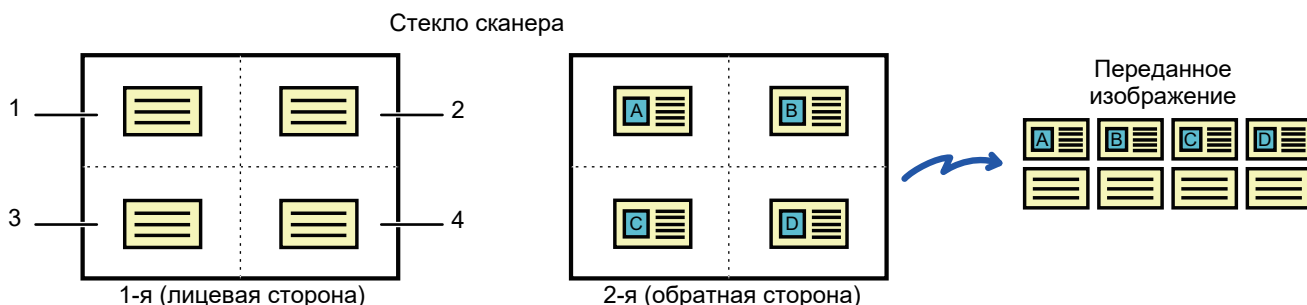 Стекло сканера
1
2
3
4
1-я (лицевая сторона)
A
B
C
D
2-я (обратная сторона)
Переданное
изображение
A B C D